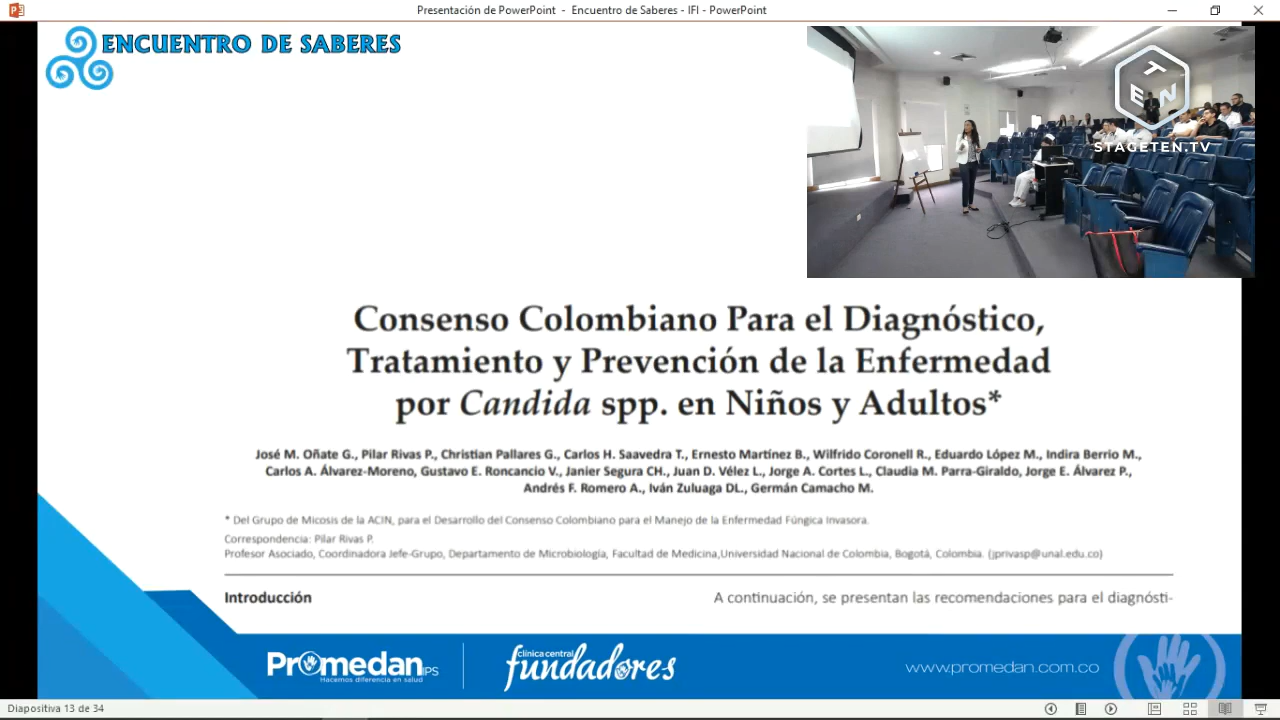 Presentación de PowerPoint - Encuentro de Saberes - IFI - PowerPoint
ENCUENTRO DE SABERES
TEN
STAGETEN.TV
Consenso Colombiano Para el Diagnóstico,
Tratamiento y Prevención de la Enfermedad
por Candida spp. en Niños y Adultos*
José M. Oñate G., Pilar Rivas P., Christian Pallares G., Carlos H. Saavedra T., Ernesto Martínez B., Wilfrido Coronell R., Eduardo López M., Indira Berrio M.,
Carlos A. Álvarez-Moreno, Gustavo E. Roncancio V., Janier Segura CH., Juan D. Vélez L., Jorge A. Cortes L., Claudia M. Parra-Giraldo, Jorge E. Álvarez P.,
Andrés F. Romero A., Iván Zuluaga DL., Germán Camacho M.
* Del Grupo de Micosis de la ACIN, para el Desarrollo del Consenso Colombiano para el Manejo de la Enfermedad Fúngica Invasora.
Correspondencia: Pilar Rivas P.
Profesor Asociado, Coordinadora Jefe-Grupo, Departamento de Microbiología, Facultad de Medicina,Universidad Nacional de Colombia, Bogotá, Colombia. (jprivasp@unal.edu.co)
Introducción
A continuación, se presentan las recomendaciones para el diagnósti-
Promedan IPS
Hacemos diferencia en salud
clínica central
fundadores
www.promedan.com.co
Diapositiva 13 de 34